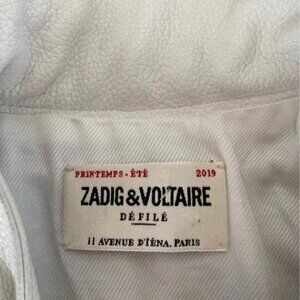 PRINTEMPS - ÉTÉ 2019
ZADIG&VOLTAIRE
DÉFILÉ
11 AVENUE D'IÉNA, PARIS